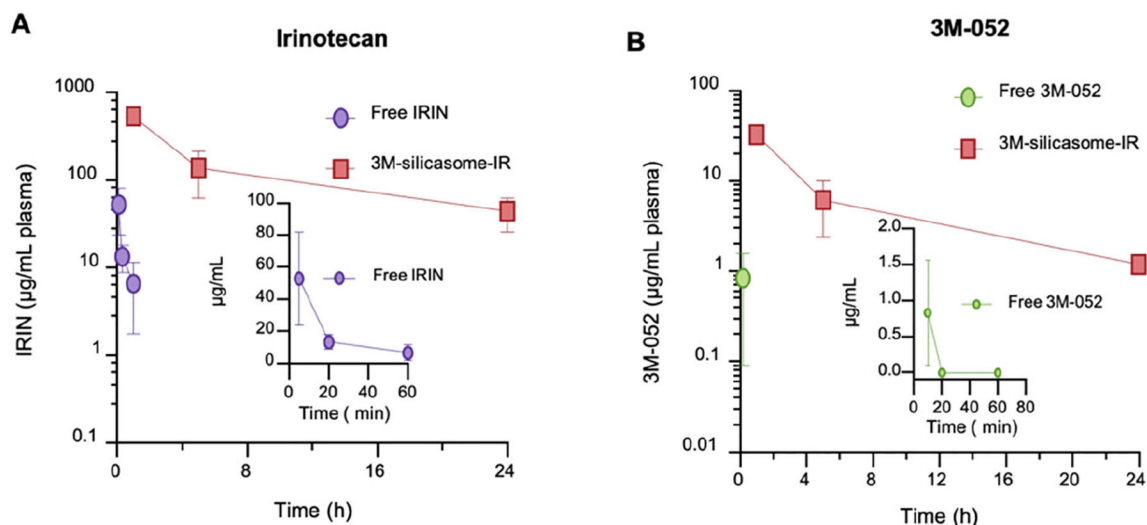 A
Irinotecan
IRIN (µg/mL plasma)
1000
100
10
1
0.1
0 8 16 24
Time (h)
Free IRIN
3M-silicasome-IR
µg/mL
100
80
60
40
20
0
Free IRIN
0 20 40 60
Time ( min)
B
3M-052
3M-052 (µg/mL plasma)
100
10
1
0.1
0.01
0 4 8 12 16 20 24
Time (h)
Free 3M-052
3M-silicasome-IR
µg/mL
2.0
1.5
1.0
0.5
0.0
Free 3M-052
0 20 40 60 80
Time ( min)